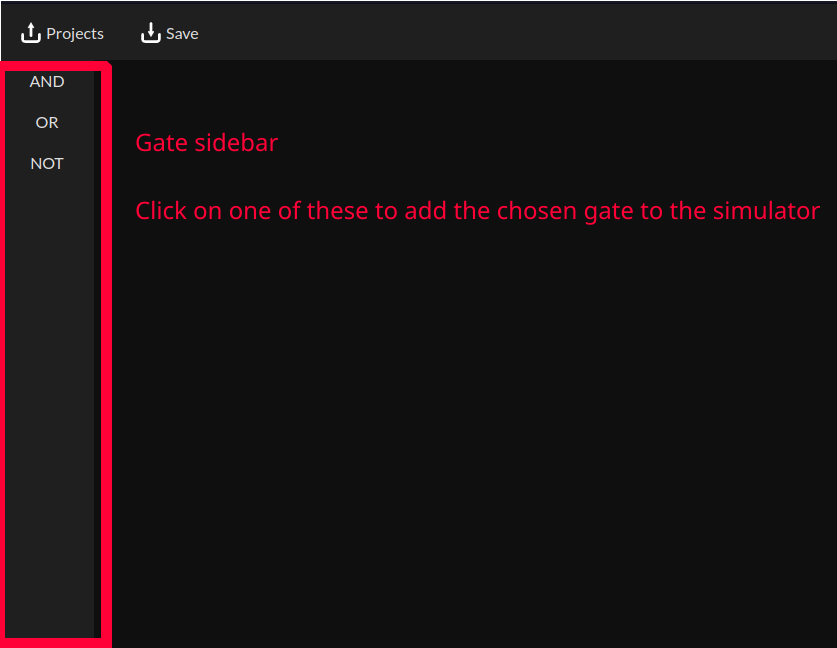 Projects Save
AND
OR
Gate sidebar
NOT
Click on one of these to add the chosen gate to the simulator